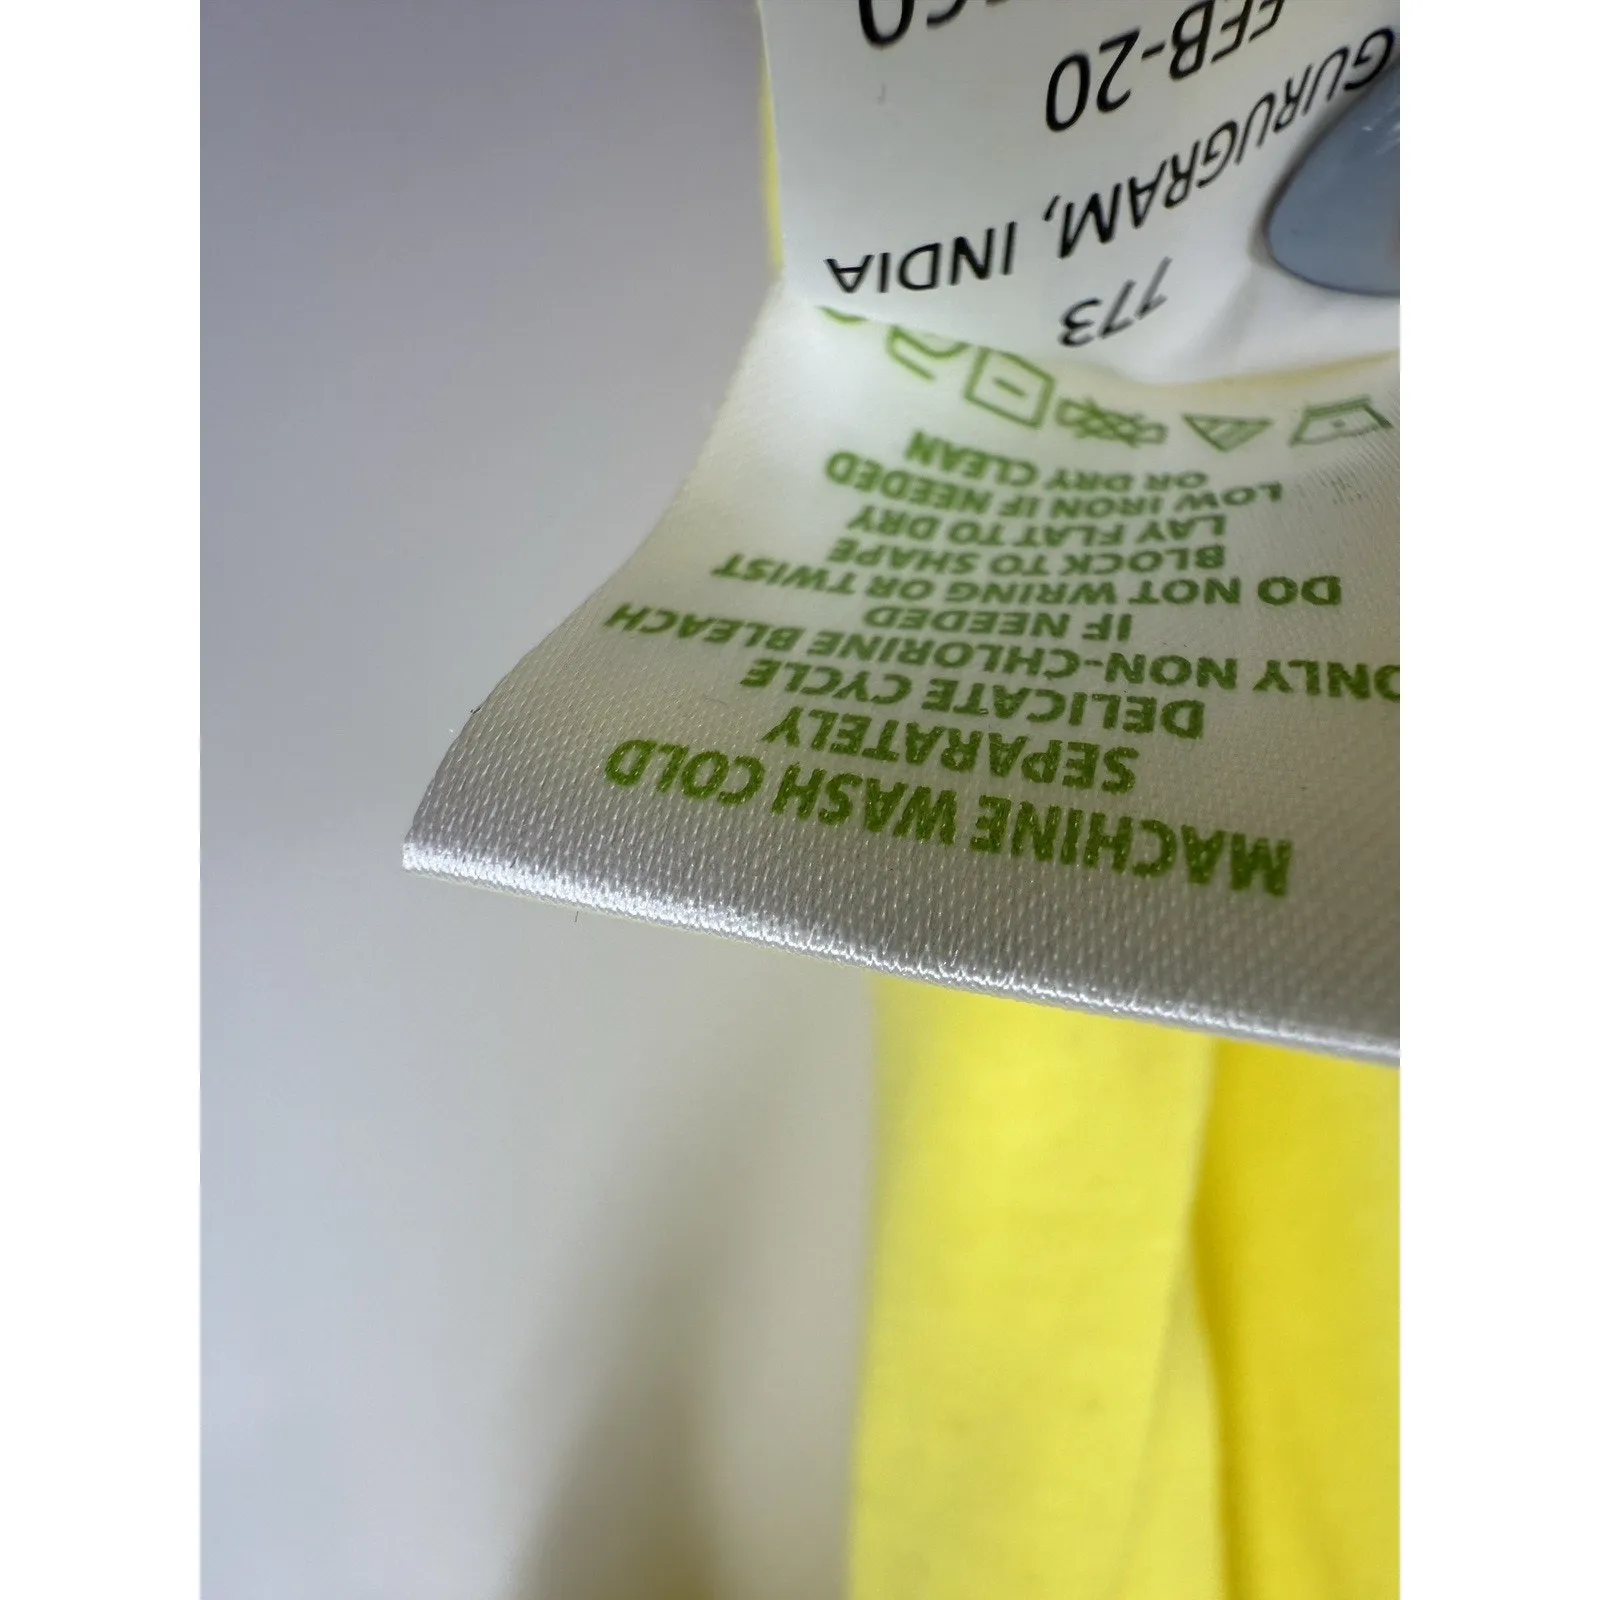 MACHINE WASH COLD
SEPARATELY
DELICATE CYCLE
ONLY NON-CHLORINE BLEACH
IF NEEDED
DO NOT WRING OR TWIST
BLOCK TO SHAPE
LAY FLAT TO DRY
LOW IRON IF NEEDED
OR DRY CLEAN
773
GURUGRAM, INDIA
FEB-20